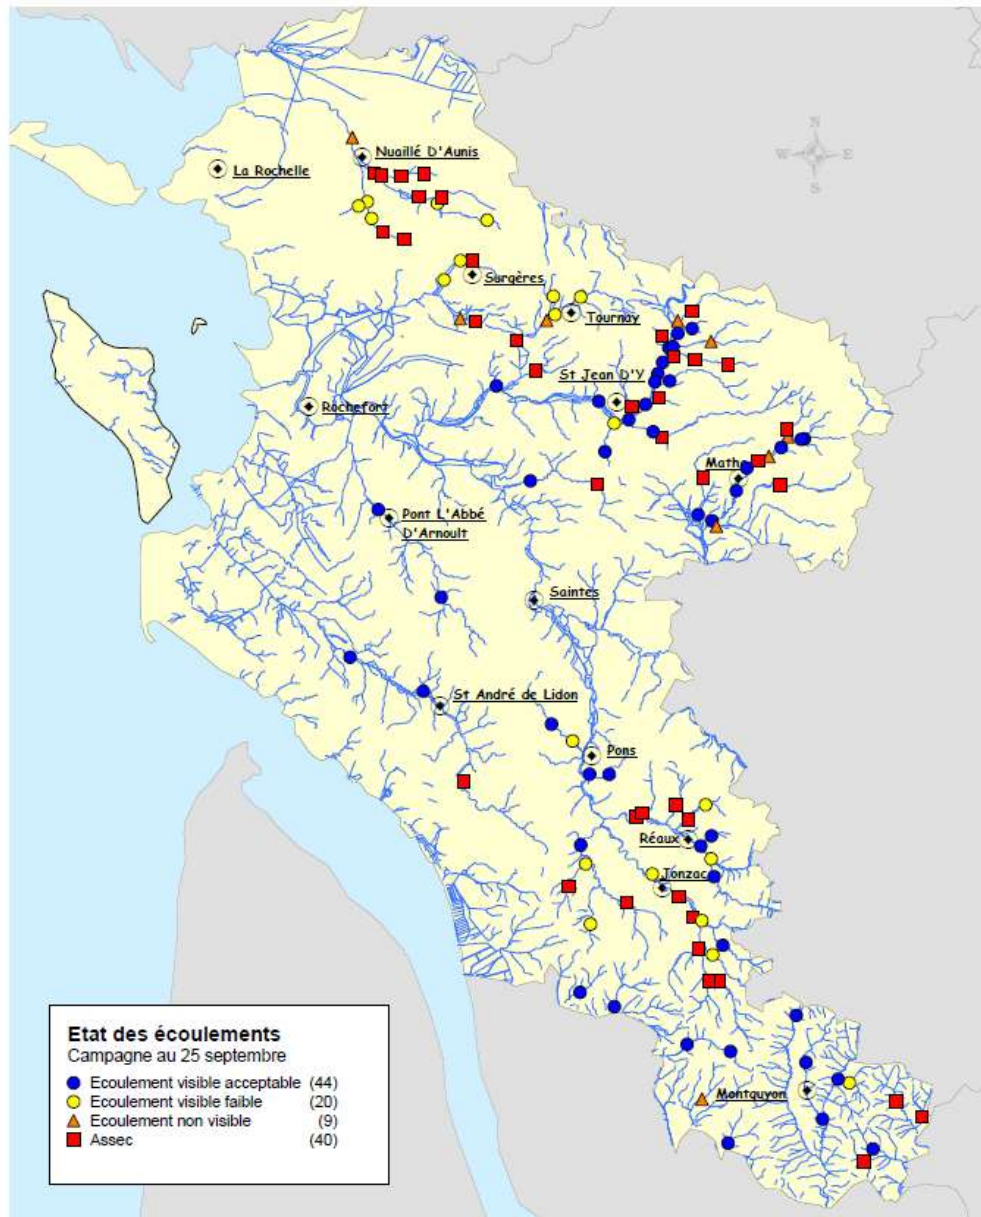 N
W E
S
Nuaillé D'Aunis
La Rochelle
Surgères
Tournay
St Jean D'Y
Rochefort
Matha
Pont L'Abbé
D'Arnoult
Saintes
St André de Lidon
Pons
Réaux
Jonzac
Montguyon
Etat des écoulements
Campagne au 25 septembre
Ecoulement visible acceptable (44)
Ecoulement visible faible (20)
Ecoulement non visible (9)
Assec (40)